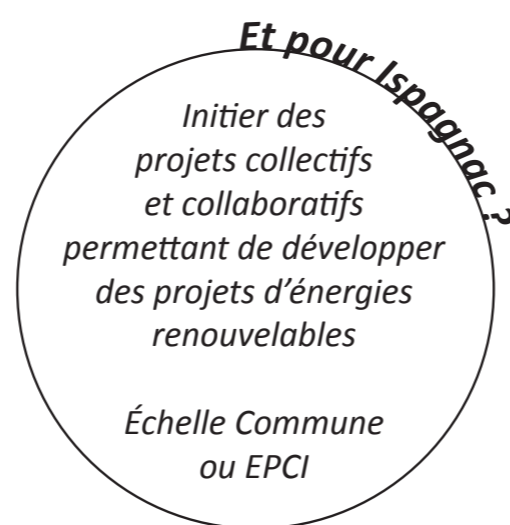 Et pour Ispagnac ?
Initier des
projets collectifs
et collaboratifs
permettant de développer
des projets d’énergies
renouvelables
Échelle Commune
ou EPCI